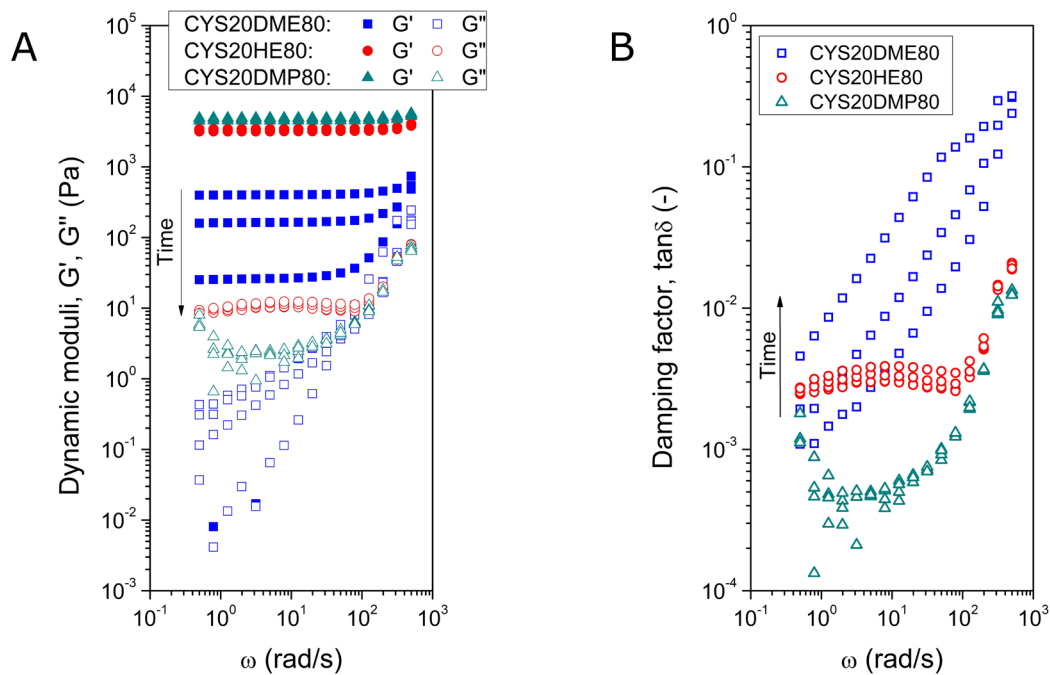 A
CYS20DME80: G' G"
CYS20HE80: G' G"
CYS20DMP80: G' G"
Dynamic moduli, G', G" (Pa)
10^5
10^4
10^3
10^2
10^1
10^0
10^-1
10^-2
10^-3
Time
10^-1 10^0 10^1 10^2 10^3
ω (rad/s)
B
CYS20DME80
CYS20HE80
CYS20DMP80
Damping factor, tanδ (-)
10^0
10^-1
10^-2
10^-3
10^-4
Time
10^-1 10^0 10^1 10^2 10^3
ω (rad/s)